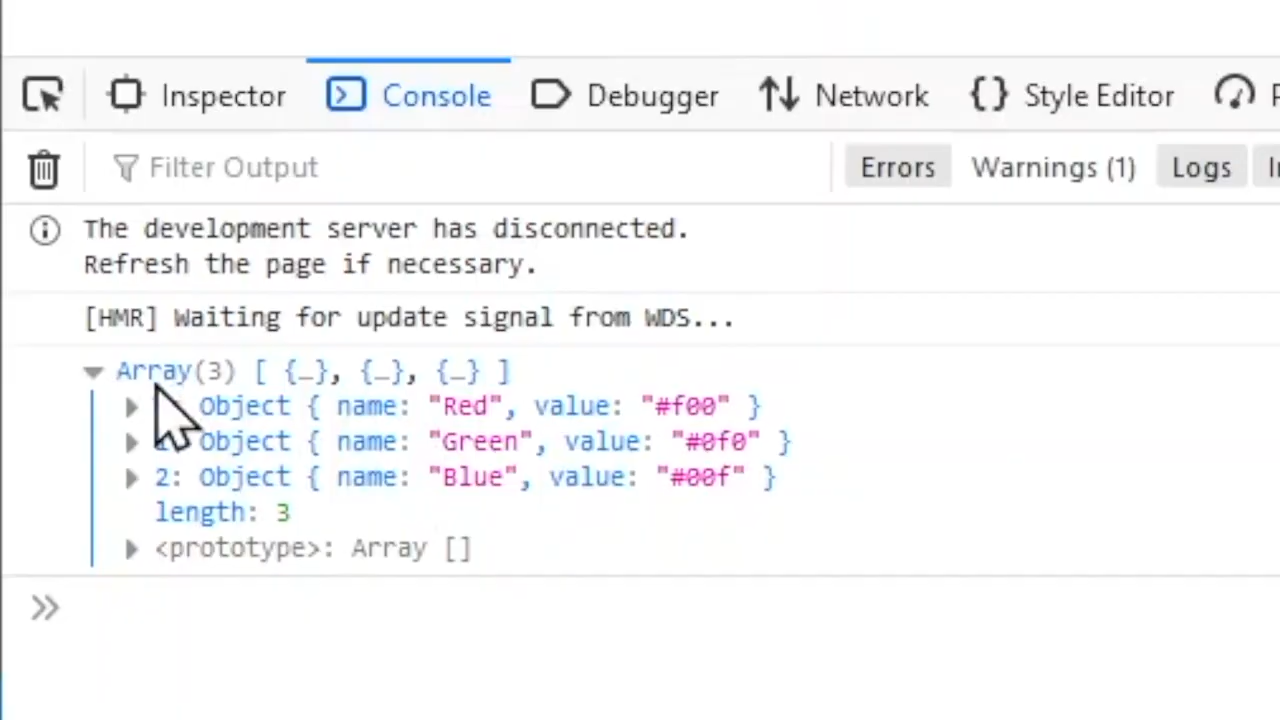 Inspector Console Debugger Network Style Editor
Filter Output Errors Warnings (1) Logs
The development server has disconnected.
Refresh the page if necessary.
[HMR] Waiting for update signal from WDS...
Array(3) [ {…}, {…}, {…} ]
Object { name: "Red", value: "#f00" }
Object { name: "Green", value: "#0f0" }
2: Object { name: "Blue", value: "#00f" }
length: 3
<prototype>: Array []